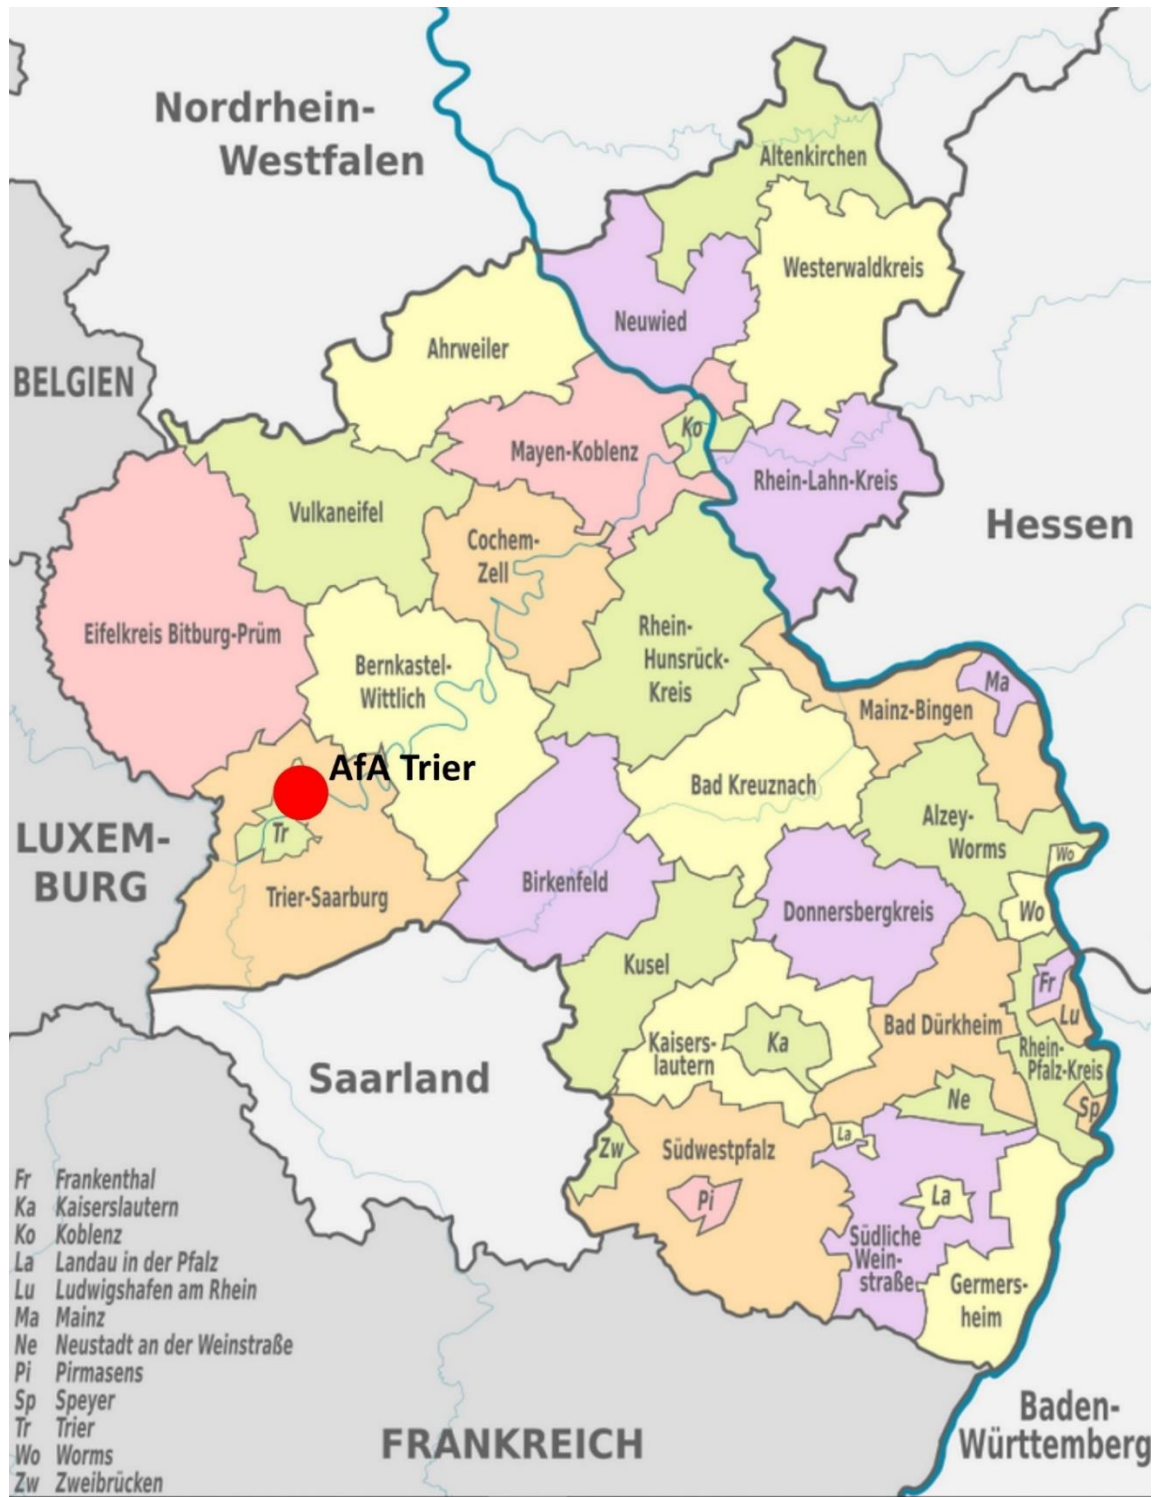 Nordrhein-
Westfalen
Altenkirchen
Westerwaldkreis
Neuwied
Ahrweiler
BELGIEN
Ko
Mayen-Koblenz
Rhein-Lahn-Kreis
Vulkaneifel
Hessen
Cochem-
Zell
Eifelkreis Bitburg-Prüm
Rhein-
Hunsrück-
Kreis
Bernkastel-
Wittlich
Ma
Mainz-Bingen
AfA Trier
Bad Kreuznach
LUXEM-
BURG
Tr
Alzey-
Worms
Wo
Birkenfeld
Trier-Saarburg
Donnersbergkreis
Wo
Kusel
Fr
Lu
Bad Dürkheim
Kaisers-
lautern
Ka
Rhein-
Pfalz-Kreis
Saarland
Ne
Sp
La
Zw
Südwestpfalz
Pi
La
Südliche
Wein-
straße
Germers-
heim
Fr Frankenthal
Ka Kaiserslautern
Ko Koblenz
La Landau in der Pfalz
Lu Ludwigshafen am Rhein
Ma Mainz
Ne Neustadt an der Weinstraße
Pi Pirmasens
Sp Speyer
Tr Trier
Wo Worms
Zw Zweibrücken
FRANKREICH
Baden-
Württemberg